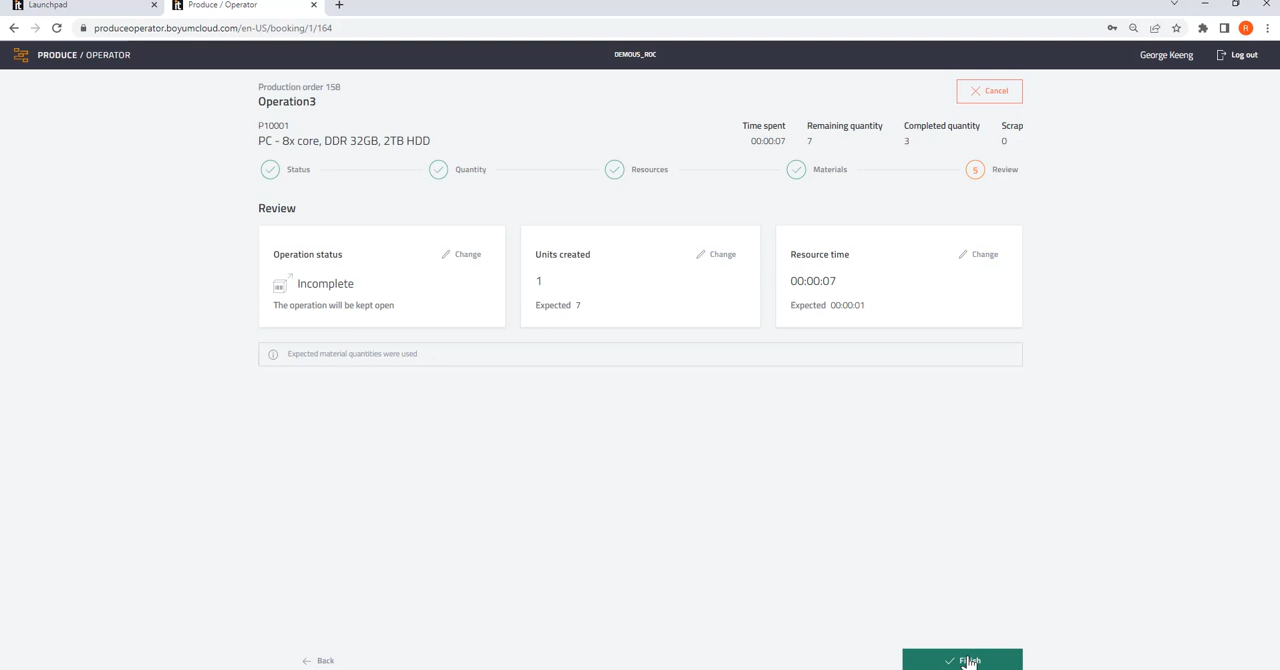 Launchpad
Produce / Operator
produceoperator.boyumcloud.com/en-US/booking/1/164
R
PRODUCE / OPERATOR
DEMOUS_ROC
George Keeng
Log out
Production order 158
Operation3
Cancel
P10001
PC - 8x core, DDR 32GB, 2TB HDD
Time spent
00:00:07
Remaining quantity
7
Completed quantity
3
Scrap
0
Status
Quantity
Resources
Materials
5 Review
Review
Operation status
Change
Incomplete
The operation will be kept open
Units created
Change
1
Expected 7
Resource time
Change
00:00:07
Expected 00:00:01
Expected material quantities were used
Back
Finish